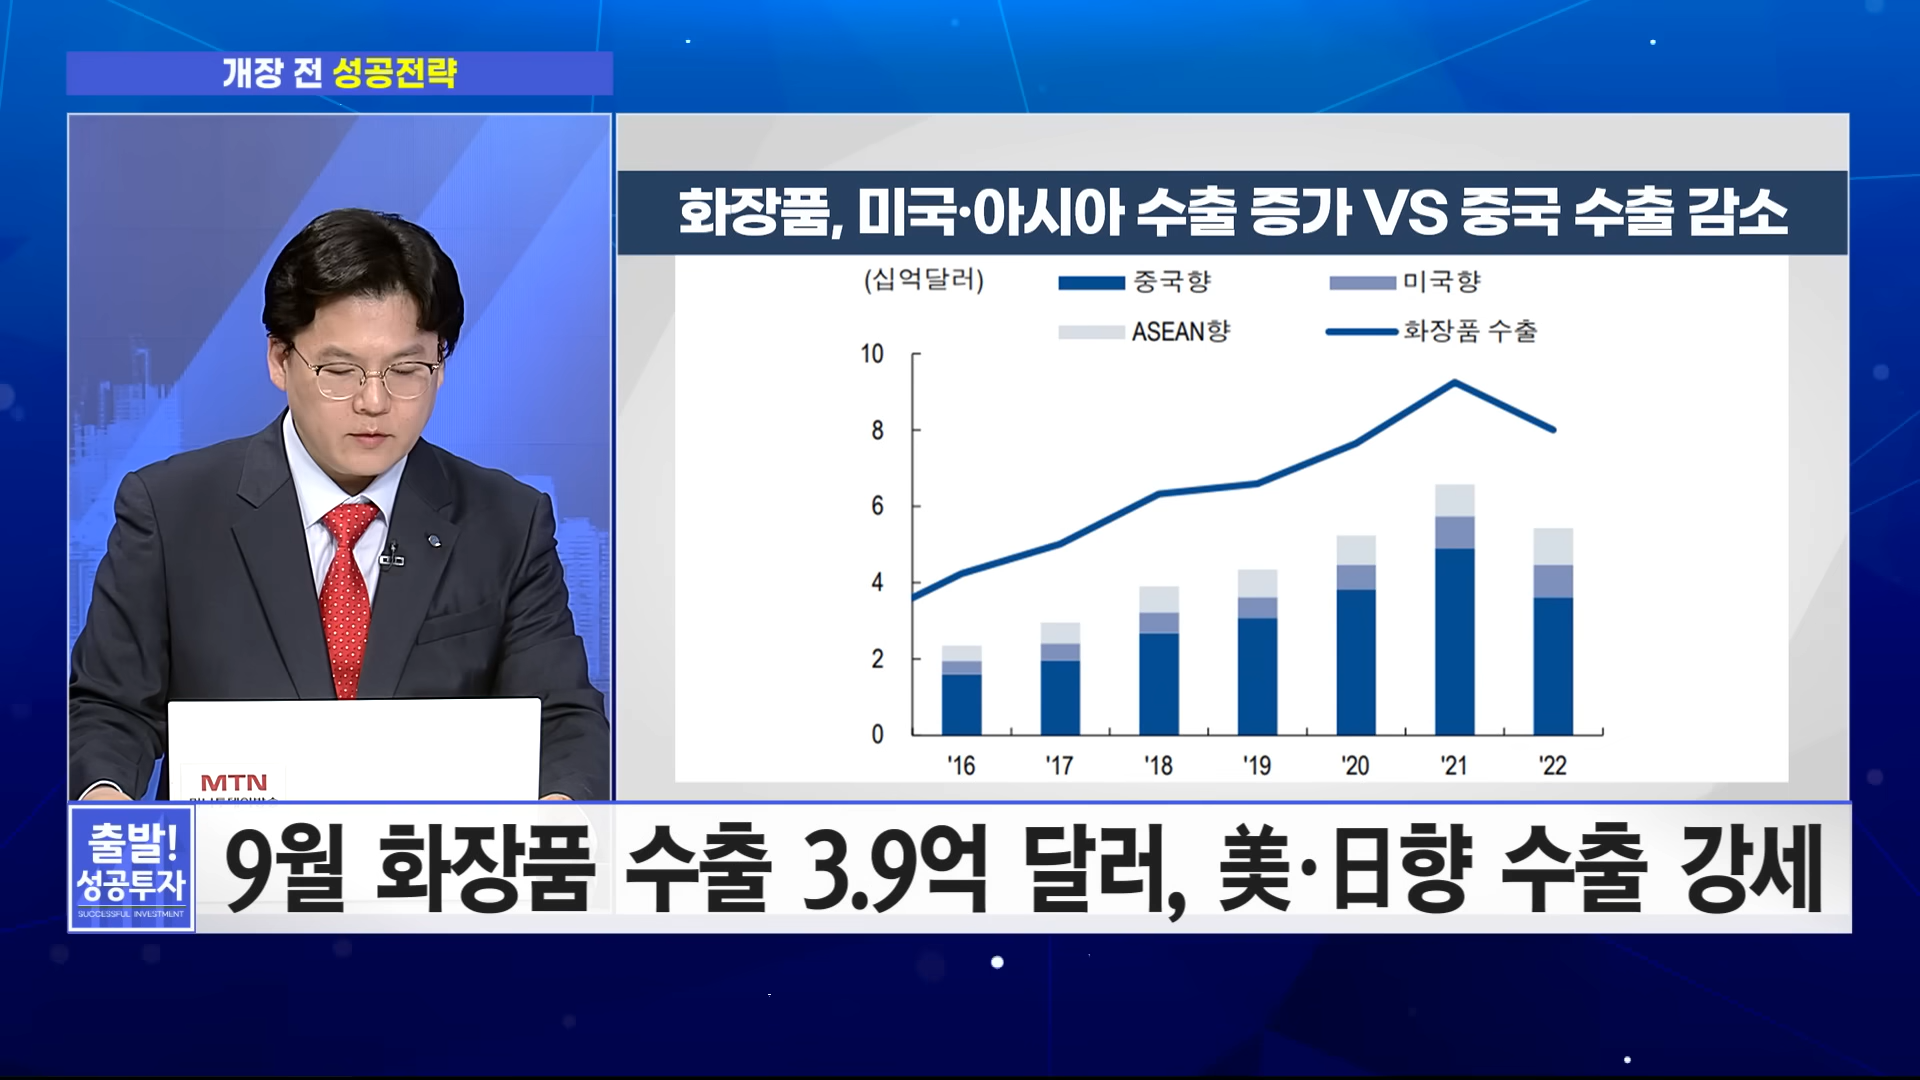 개장 전 성공전략
화장품, 미국·아시아 수출 증가 VS 중국 수출 감소
(십억달러)
중국향
미국향
ASEAN향
화장품 수출
10
8
6
4
2
0
'16 '17 '18 '19 '20 '21 '22
MTN
출발!
성공투자
SUCCESSFUL INVESTMENT
9월 화장품 수출 3.9억 달러, 美·日향 수출 강세